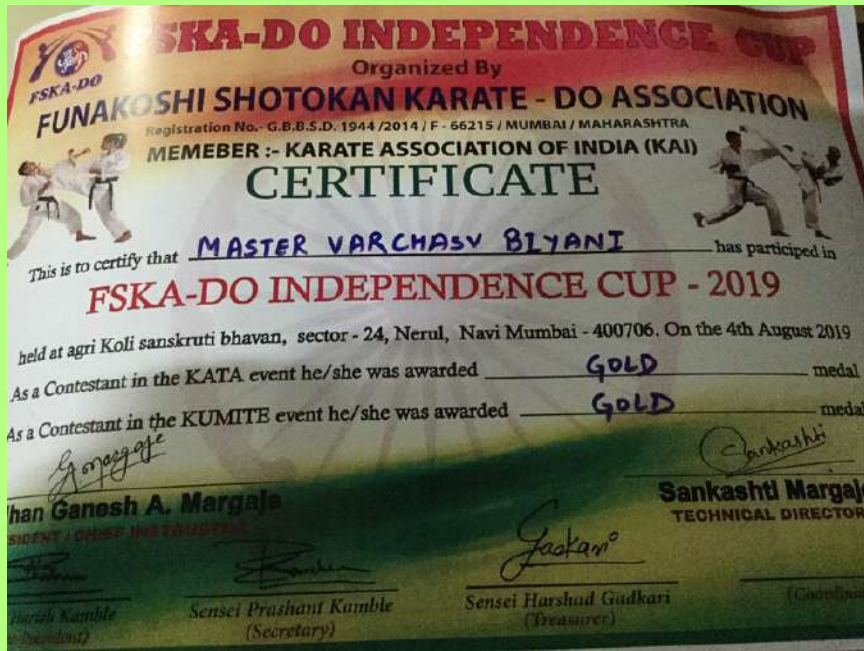 FSKA-DO INDEPENDENCE CUP
Organized By
FSKA-DO
FUNAKOSHI SHOTOKAN KARATE - DO ASSOCIATION
Registration No.- G.B.B.S.D. 1944 /2014 / F - 66215 / MUMBAI / MAHARASHTRA
MEMEBER :- KARATE ASSOCIATION OF INDIA (KAI)
CERTIFICATE
This is to certify that MASTER VARCHASV BIYANI has participed in
FSKA-DO INDEPENDENCE CUP - 2019
held at agri Koli sanskruti bhavan, sector - 24, Nerul, Navi Mumbai - 400706. On the 4th August 2019
As a Contestant in the KATA event he/she was awarded GOLD medal
As a Contestant in the KUMITE event he/she was awarded GOLD medal
Sankashti
Ganesh A. Margaje
Sankashti Margaje
CHIEF INSTRUCTOR
TECHNICAL DIRECTOR
Kamble
Sensei Prashant Kamble
Sensei Harshad Gadkari
(Secretary)
(Treasurer)